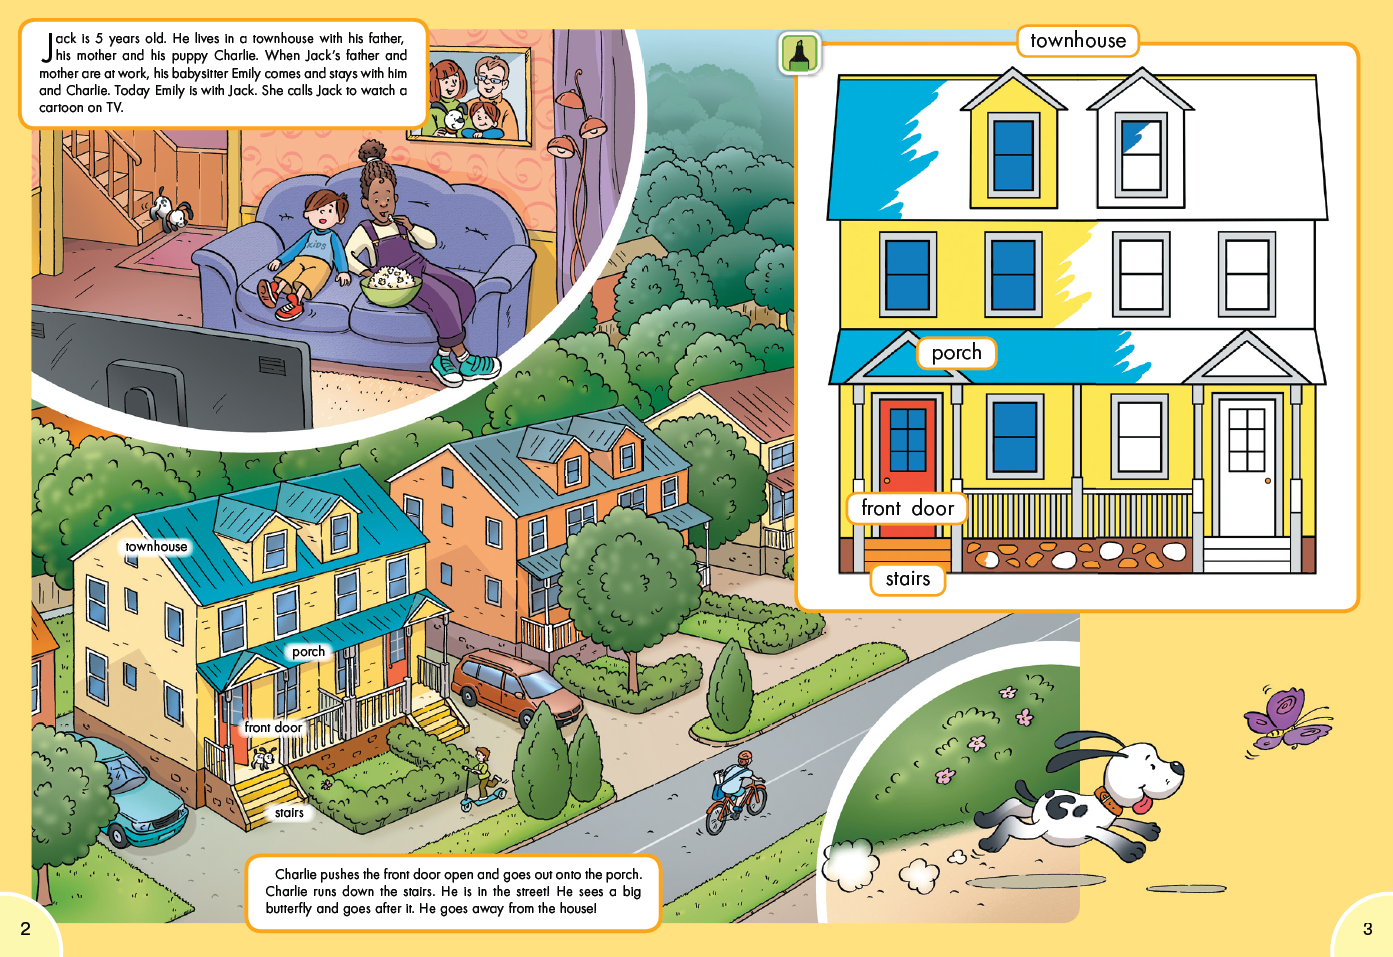 Jack is 5 years old. He lives in a townhouse with his father,
his mother and his puppy Charlie. When Jack's father and
mother are at work, his babysitter Emily comes and stays with him
and Charlie. Today Emily is with Jack. She calls Jack to watch a
cartoon on TV.
KIDS
townhouse
porch
front door
stairs
Charlie pushes the front door open and goes out onto the porch.
Charlie runs down the stairs. He is in the street! He sees a big
butterfly and goes after it. He goes away from the house!
2
townhouse
porch
front door
stairs
3